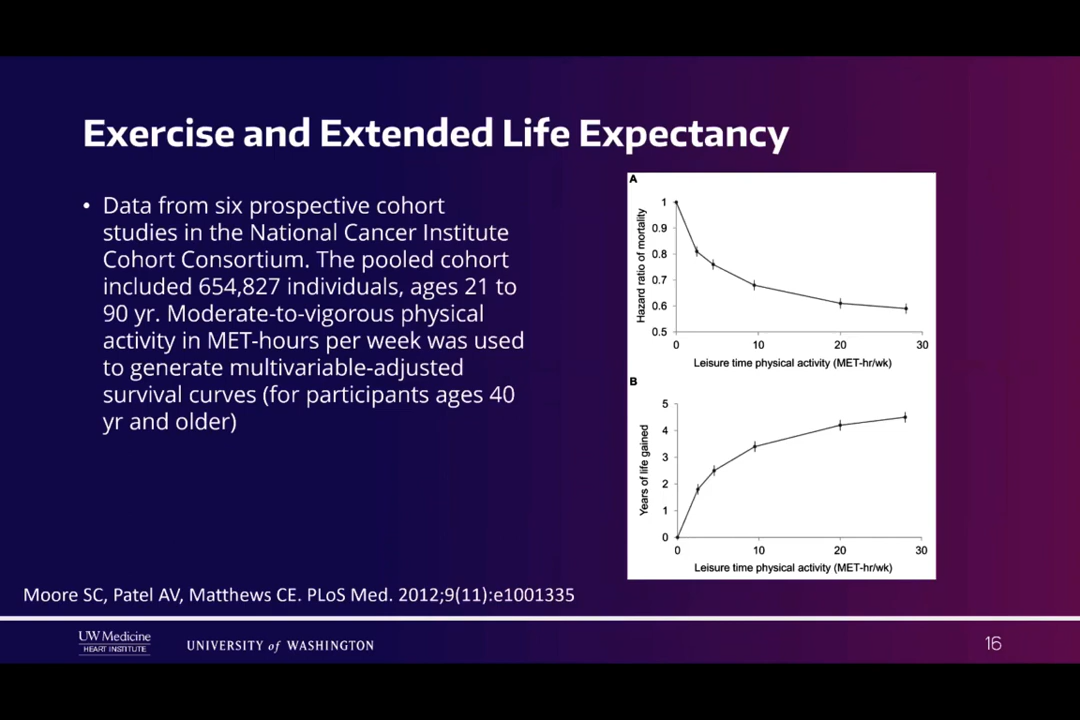 Exercise and Extended Life Expectancy
• Data from six prospective cohort
studies in the National Cancer Institute
Cohort Consortium. The pooled cohort
included 654,827 individuals, ages 21 to
90 yr. Moderate-to-vigorous physical
activity in MET-hours per week was used
to generate multivariable-adjusted
survival curves (for participants ages 40
yr and older)
A
Hazard ratio of mortality
1
0.9
0.8
0.7
0.6
0.5
0 10 20 30
Leisure time physical activity (MET-hr/wk)
B
Years of life gained
5
4
3
2
1
0
0 10 20 30
Leisure time physical activity (MET-hr/wk)
Moore SC, Patel AV, Matthews CE. PLoS Med. 2012;9(11):e1001335
UW Medicine
HEART INSTITUTE
UNIVERSITY of WASHINGTON
16